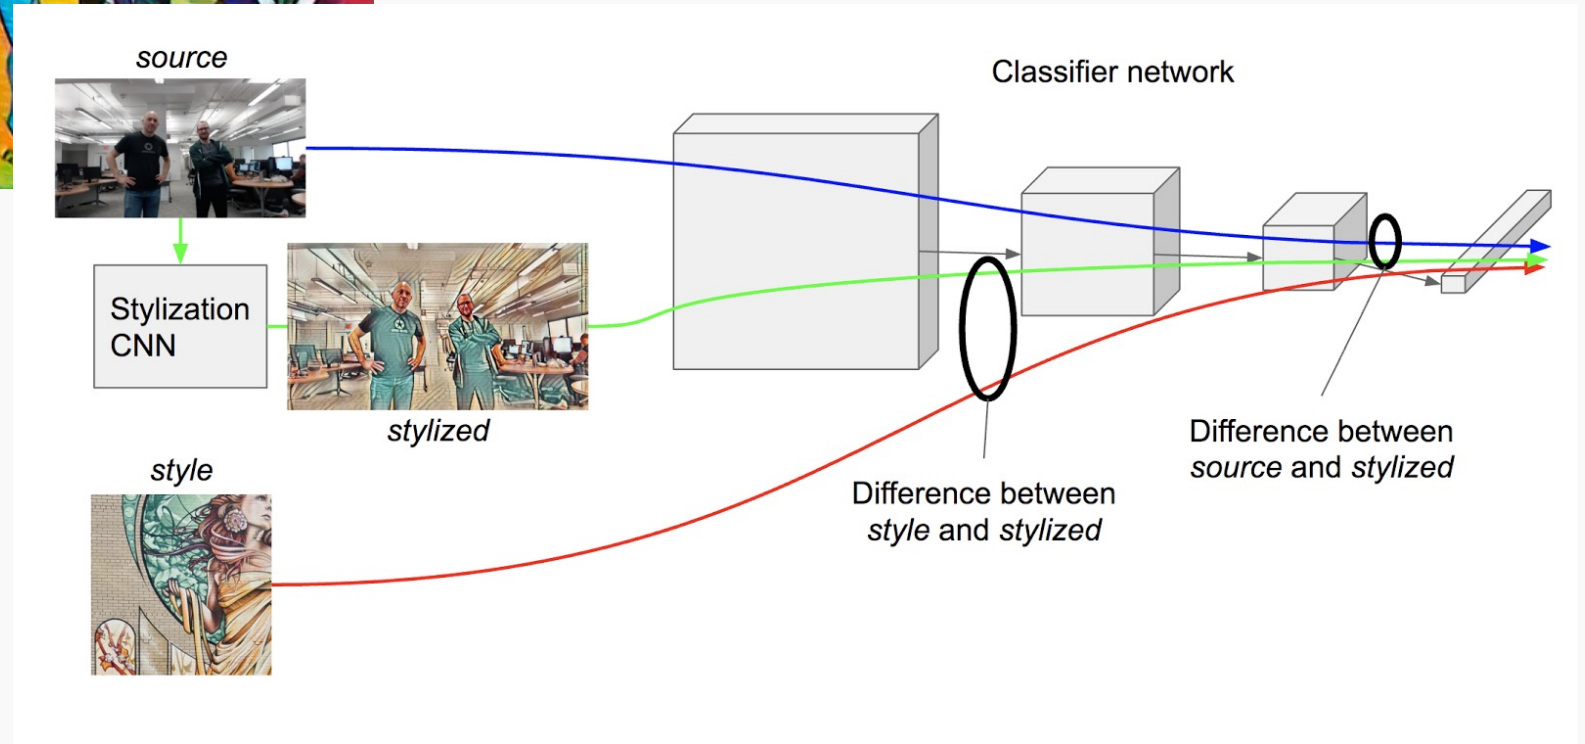 source
Classifier network
Stylization
CNN
stylized
style
Difference between
source and stylized
Difference between
style and stylized